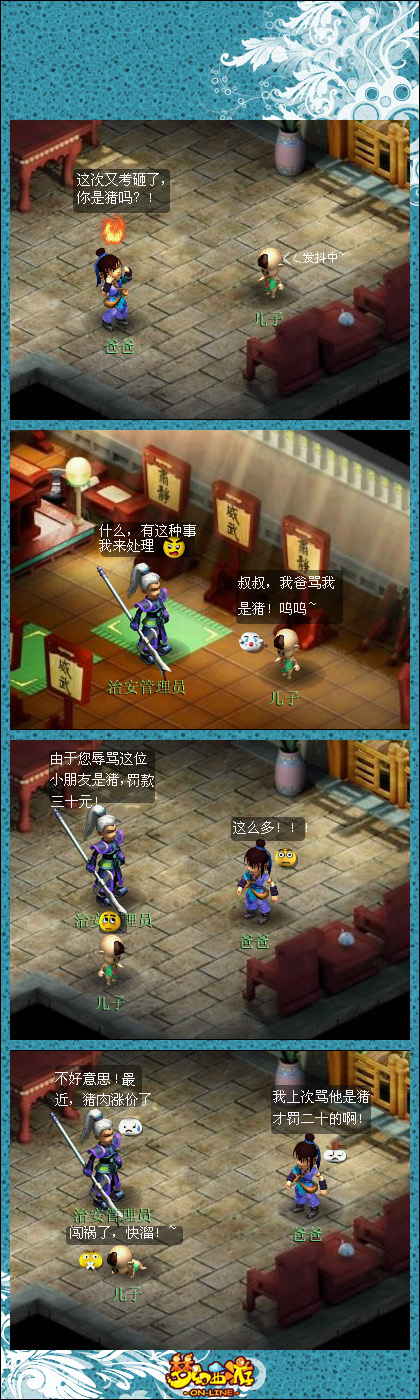 这次又考砸了，
你是猪吗？！
くく发抖中~
爸爸
儿子
肃静
威武
肃静
什么，有这种事
我来处理
叔叔，我爸骂我
是猪！呜呜~
威武
治安管理员
儿子
由于您辱骂这位
小朋友是猪,罚款
三十元！
这么多！！！
治安管理员
爸爸
儿子
不好意思！最
近，猪肉涨价了
我上次骂他是猪
才罚二十的啊！
治安管理员
闯祸了，快溜！~
爸爸
儿子
梦幻西游
~ON-LINE~